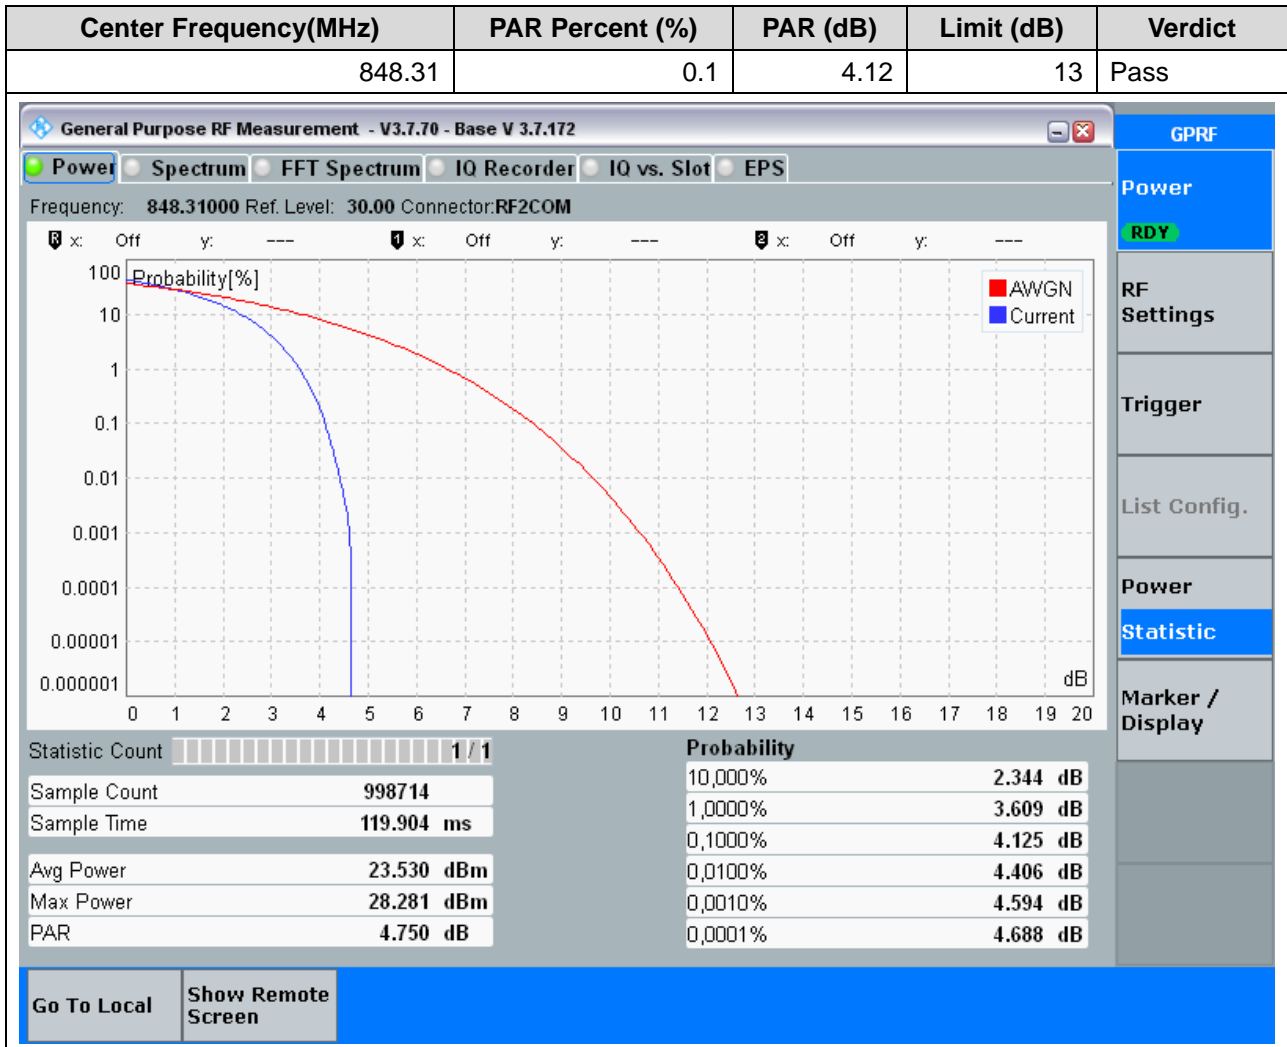 Center Frequency(MHz) PAR Percent (%) PAR (dB) Limit (dB) Verdict
848.31 0.1 4.12 13 Pass
General Purpose RF Measurement - V3.7.70 - Base V 3.7.172
GPRF
Power Spectrum FFT Spectrum IQ Recorder IQ vs. Slot EPS
Frequency: 848.31000 Ref. Level: 30.00 Connector:RF2COM
R x: Off y: --- 1 x: Off y: --- 2 x: Off y: ---
Probability[%]
AWGN
Current
100
10
1
0.1
0.01
0.001
0.0001
0.00001
0.000001
dB
0 1 2 3 4 5 6 7 8 9 10 11 12 13 14 15 16 17 18 19 20
Statistic Count 1 / 1
Sample Count 998714
Sample Time 119.904 ms
Avg Power 23.530 dBm
Max Power 28.281 dBm
PAR 4.750 dB
Probability
10,000% 2.344 dB
1,0000% 3.609 dB
0,1000% 4.125 dB
0,0100% 4.406 dB
0,0010% 4.594 dB
0,0001% 4.688 dB
Power
RDY
RF
Settings
Trigger
List Config.
Power
Statistic
Marker /
Display
Go To Local
Show Remote
Screen